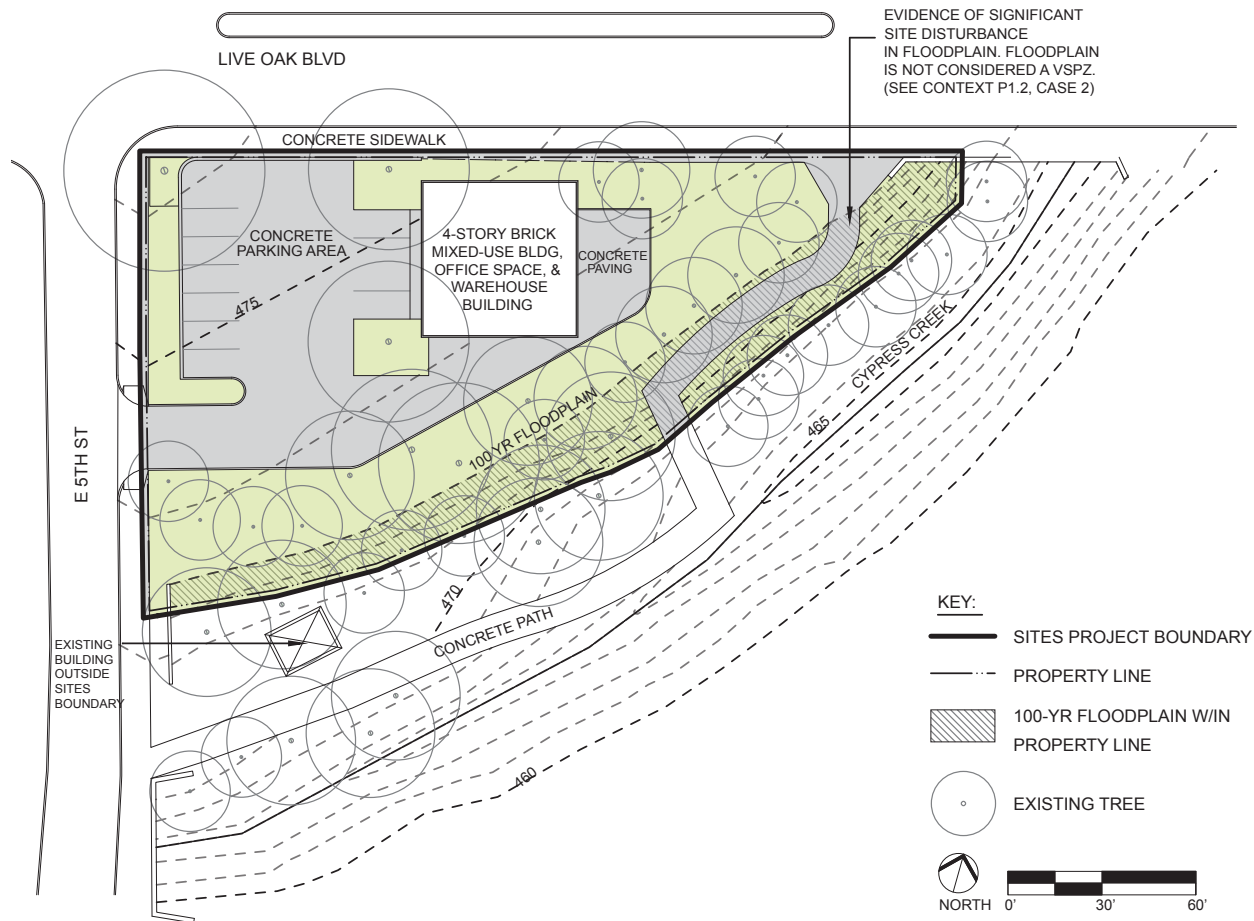 LIVE OAK BLVD
EVIDENCE OF SIGNIFICANT
SITE DISTURBANCE
IN FLOODPLAIN. FLOODPLAIN
IS NOT CONSIDERED A VSPZ.
(SEE CONTEXT P1.2, CASE 2)
CONCRETE SIDEWALK
CONCRETE
PARKING AREA
4-STORY BRICK
MIXED-USE BLDG,
OFFICE SPACE, &
WAREHOUSE
BUILDING
CONCRETE
PAVING
475
E 5TH ST
100 YR FLOODPLAIN
CYPRESS CREEK
465
470
CONCRETE PATH
460
EXISTING
BUILDING
OUTSIDE
SITES
BOUNDARY
KEY:
SITES PROJECT BOUNDARY
PROPERTY LINE
100-YR FLOODPLAIN W/IN
PROPERTY LINE
EXISTING TREE
NORTH
0' 30' 60'